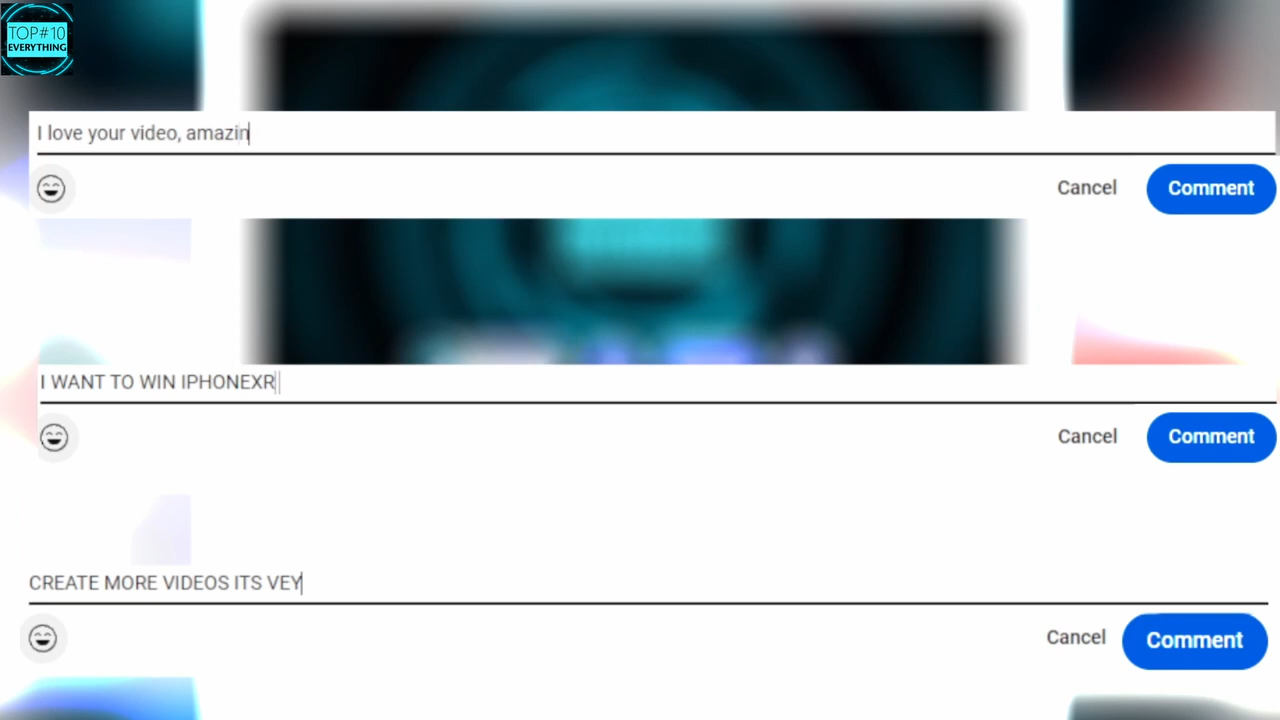 TOP#10
EVERYTHING
I love your video, amazin
Cancel
Comment
I WANT TO WIN IPHONEXR
Cancel
Comment
CREATE MORE VIDEOS ITS VEY
Cancel
Comment